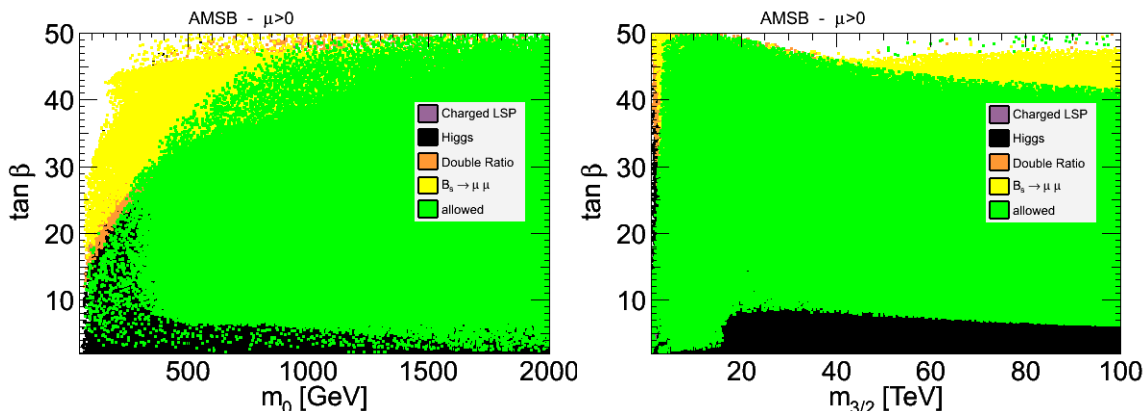 AMSB - μ>0
50
40
30
20
10
tan β
Charged LSP
Higgs
Double Ratio
Bₛ → μ μ
allowed
500 1000 1500 2000
m₀ [GeV]
AMSB - μ>0
50
40
30
20
10
tan β
Charged LSP
Higgs
Double Ratio
Bₛ → μ μ
allowed
20 40 60 80 100
m₃/₂ [TeV]